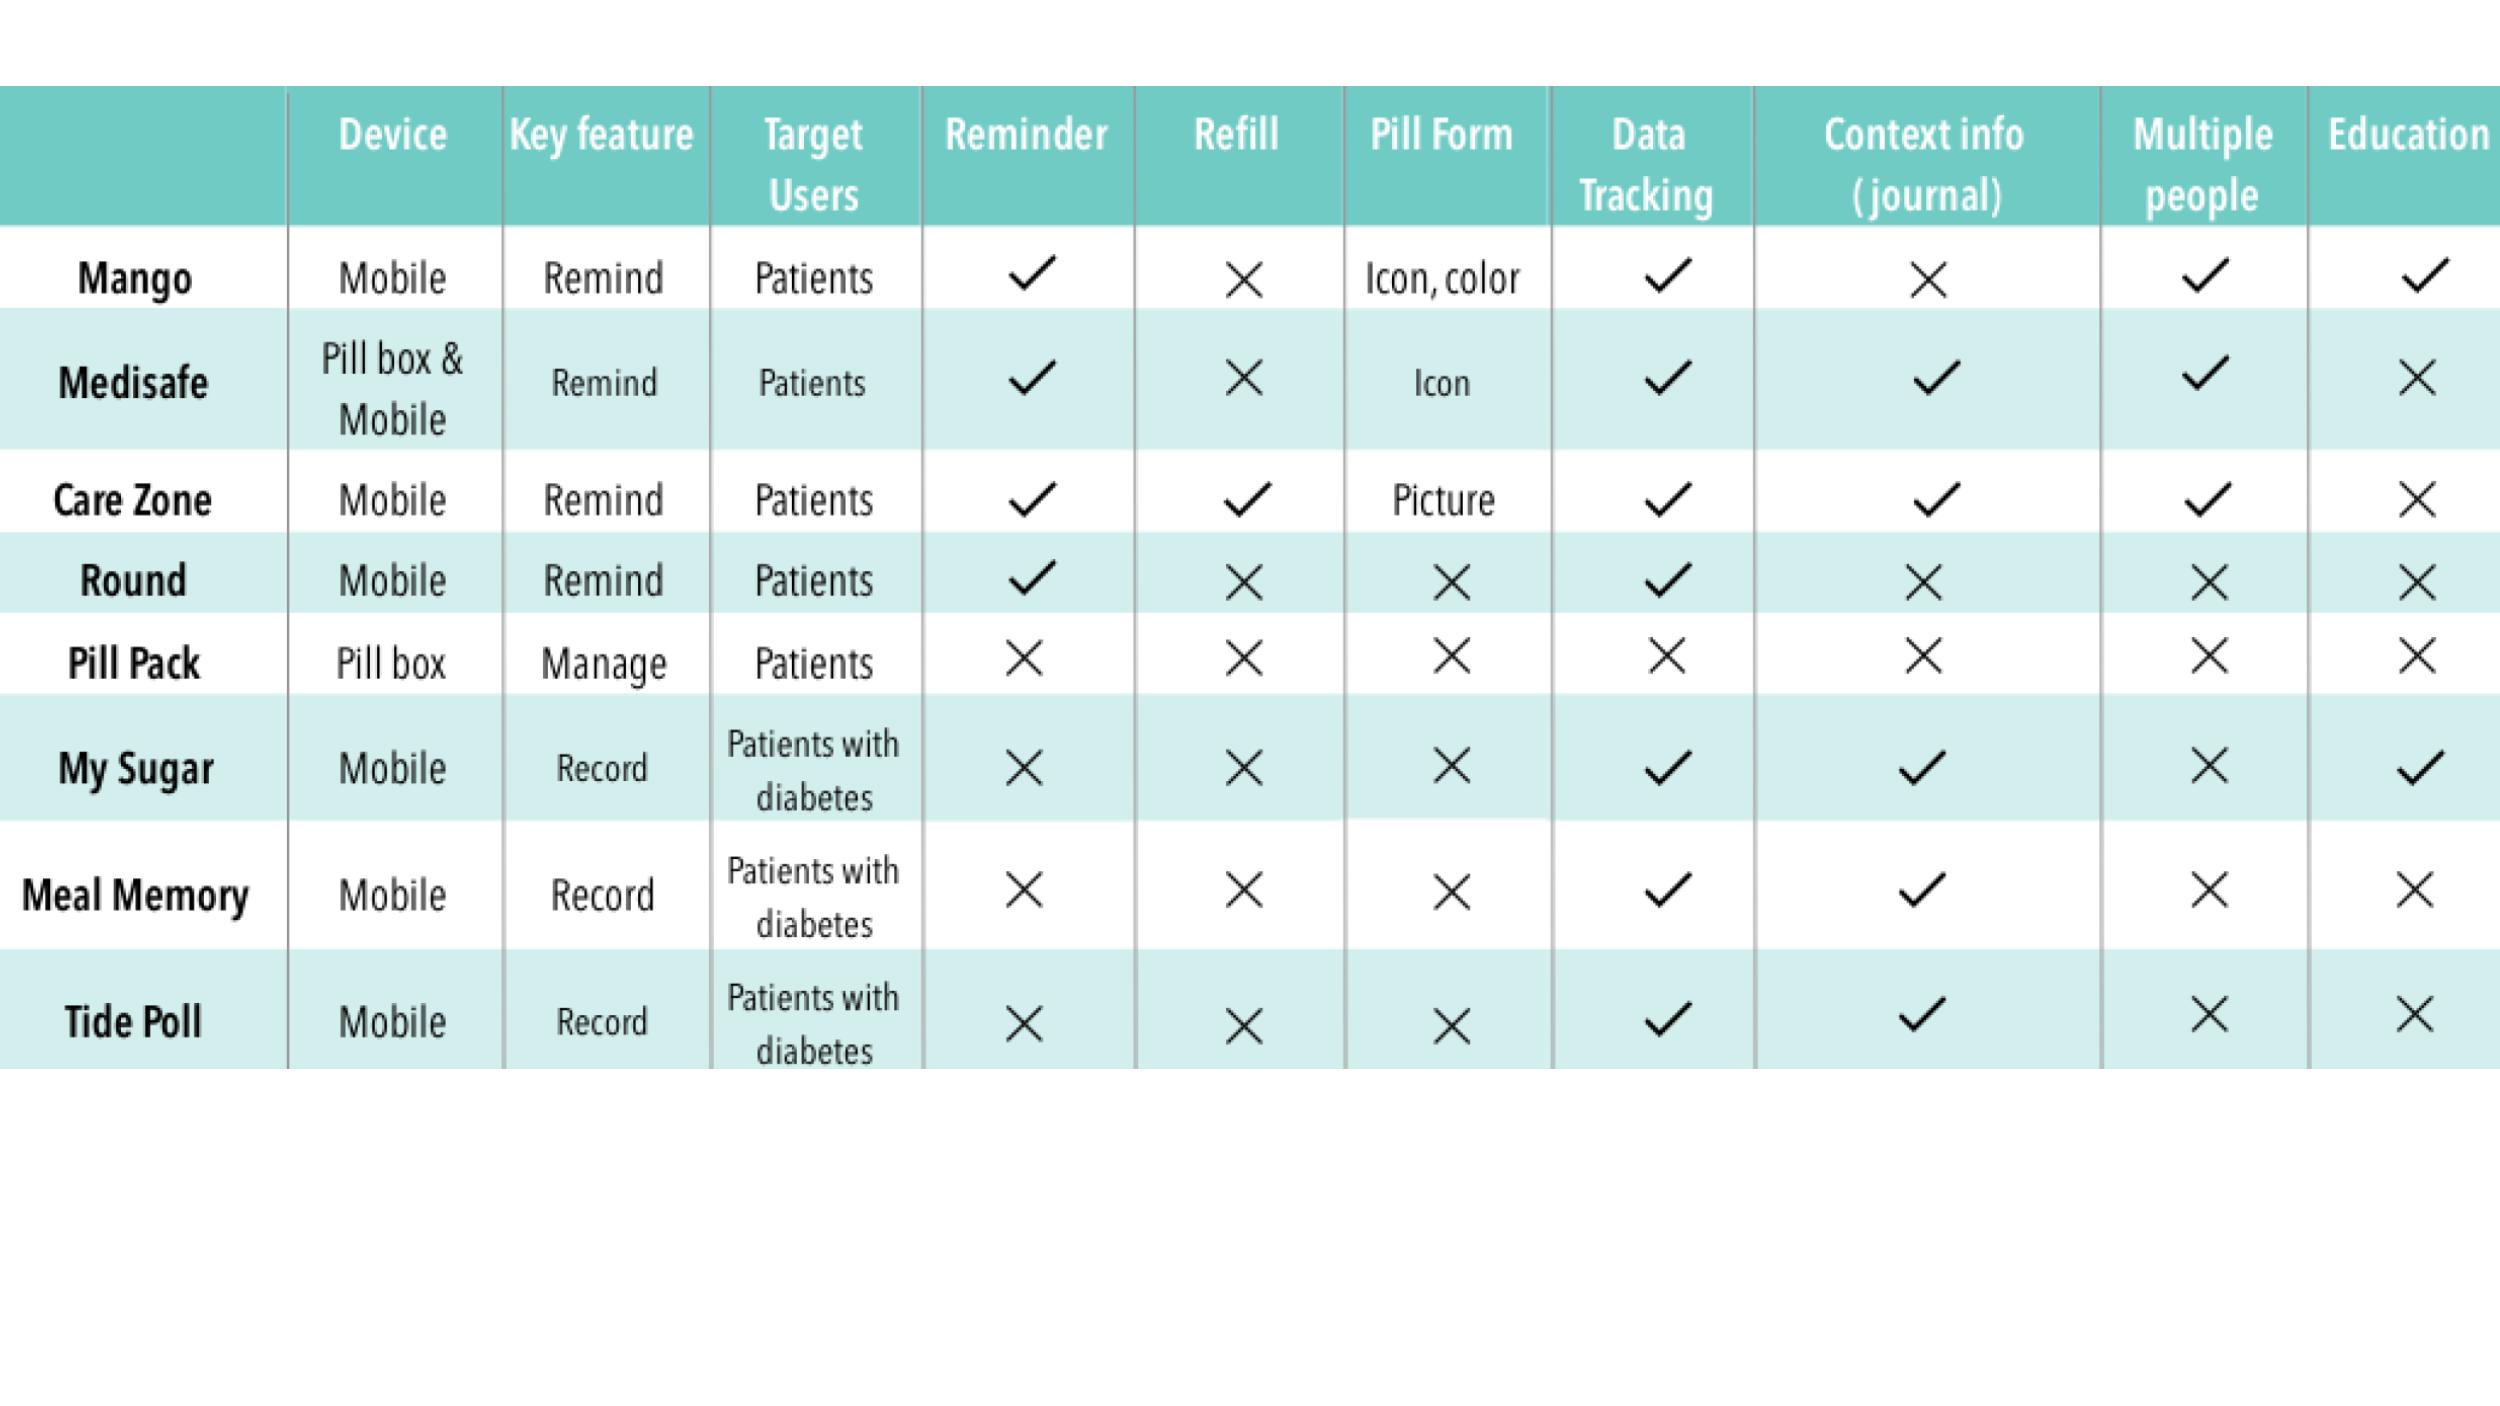 Device Key feature Target Users Reminder Refill Pill Form Data Tracking Context info ( journal) Multiple people Education
Mango Mobile Remind Patients ✓ ✕ Icon, color ✓ ✕ ✓ ✓
Medisafe Pill box & Mobile Remind Patients ✓ ✕ Icon ✓ ✓ ✓ ✕
Care Zone Mobile Remind Patients ✓ ✓ Picture ✓ ✓ ✓ ✕
Round Mobile Remind Patients ✓ ✕ ✕ ✓ ✕ ✕ ✕
Pill Pack Pill box Manage Patients ✕ ✕ ✕ ✕ ✕ ✕ ✕
My Sugar Mobile Record Patients with diabetes ✕ ✕ ✕ ✓ ✓ ✕ ✓
Meal Memory Mobile Record Patients with diabetes ✕ ✕ ✕ ✓ ✓ ✕ ✕
Tide Poll Mobile Record Patients with diabetes ✕ ✕ ✕ ✓ ✓ ✕ ✕